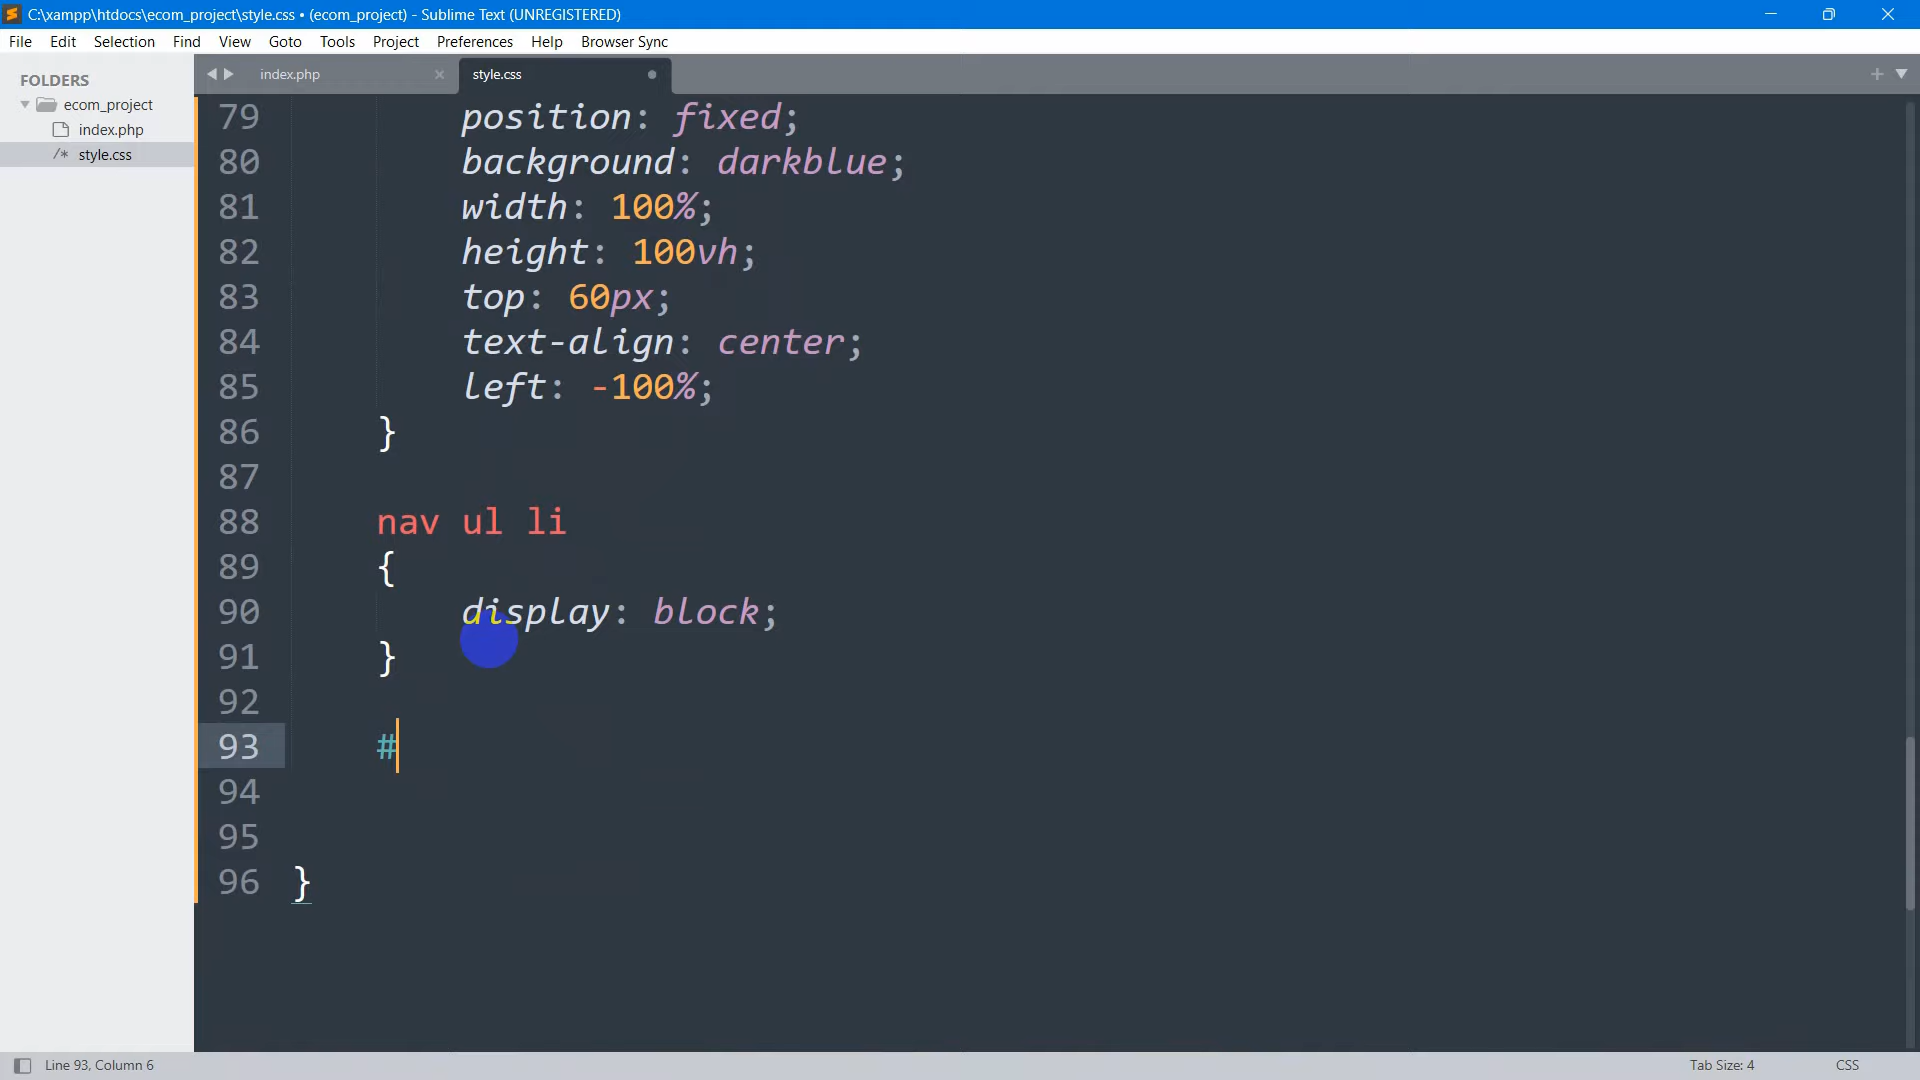 C:\xampp\htdocs\ecom_project\style.css • (ecom_project) - Sublime Text (UNREGISTERED)
File Edit Selection Find View Goto Tools Project Preferences Help Browser Sync
FOLDERS
ecom_project
index.php
/* style.css
index.php × style.css
79 position: fixed;
80 background: darkblue;
81 width: 100%;
82 height: 100vh;
83 top: 60px;
84 text-align: center;
85 left: -100%;
86 }
87
88 nav ul li
89 {
90 display: block;
91 }
92
93 #
94
95
96 }
Line 93, Column 6 Tab Size: 4 CSS